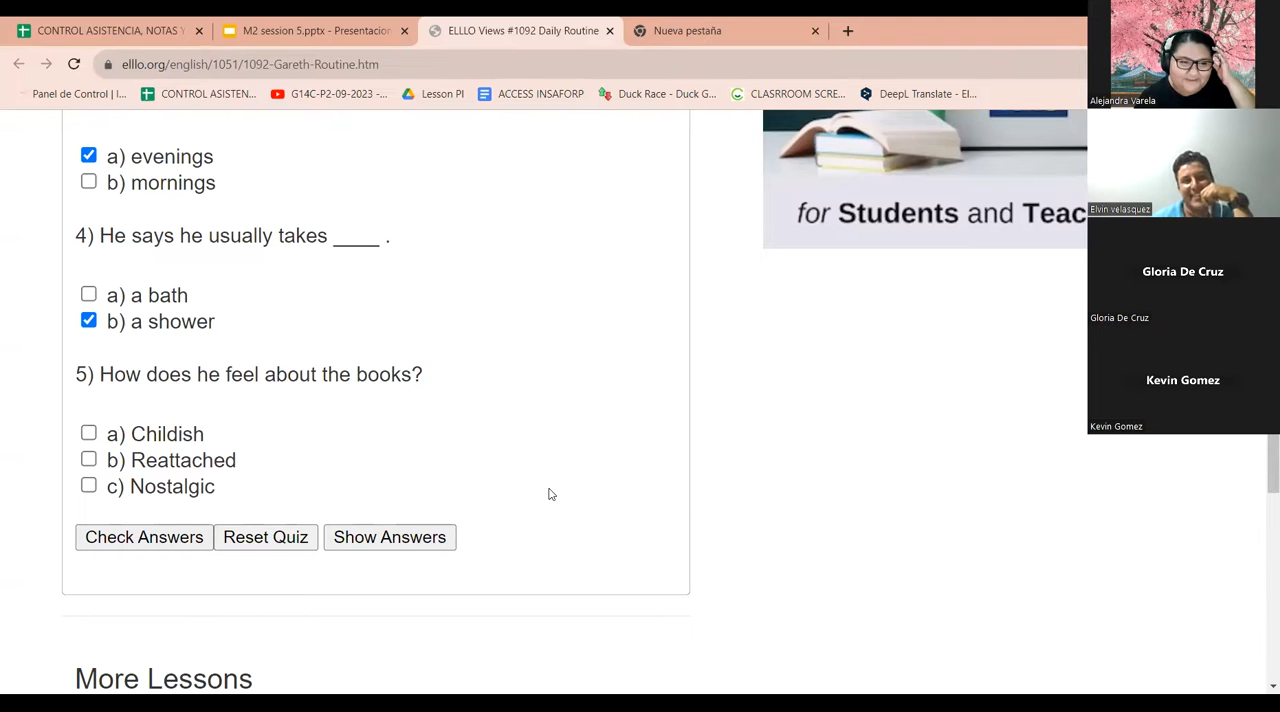 CONTROL ASISTENCIA, NOTAS Y
M2 session 5.pptx - Presentacion
ELLLO Views #1092 Daily Routine
Nueva pestaña
elllo.org/english/1051/1092-Gareth-Routine.htm
Panel de Control | I...
CONTROL ASISTEN...
G14C-P2-09-2023 -...
Lesson PI
ACCESS INSAFORP
Duck Race - Duck G...
CLASRROOM SCRE...
DeepL Translate - El...
a) evenings
b) mornings
4) He says he usually takes ____ .
a) a bath
b) a shower
5) How does he feel about the books?
a) Childish
b) Reattached
c) Nostalgic
Check Answers
Reset Quiz
Show Answers
More Lessons
for Students and Teac
Alejandra Varela
Elvin velasquez
Gloria De Cruz
Gloria De Cruz
Kevin Gomez
Kevin Gomez